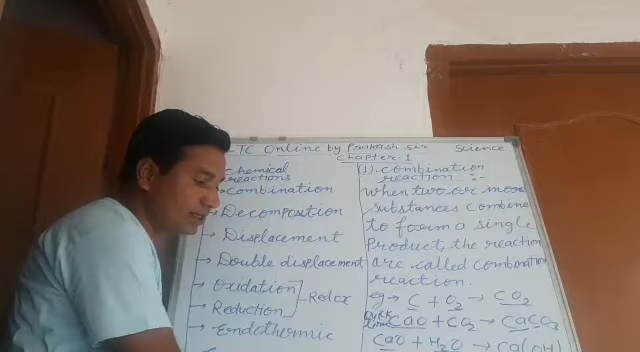 TC Online by Prakash sir Science
Chapter-1
Chemical
reactions
Combination
→ Decomposition
→ Displacement
→ Double displacement
→ Oxidation
→ Reduction
Redox
→ Endothermic
(1). combination
reaction :-
When two or more
substances combine
to form a single
Product, the reaction
are called combination
reaction.
eg → C + O2 → CO2
CaO + CO2 → CaCO3
CaO + H2O → Ca(OH)